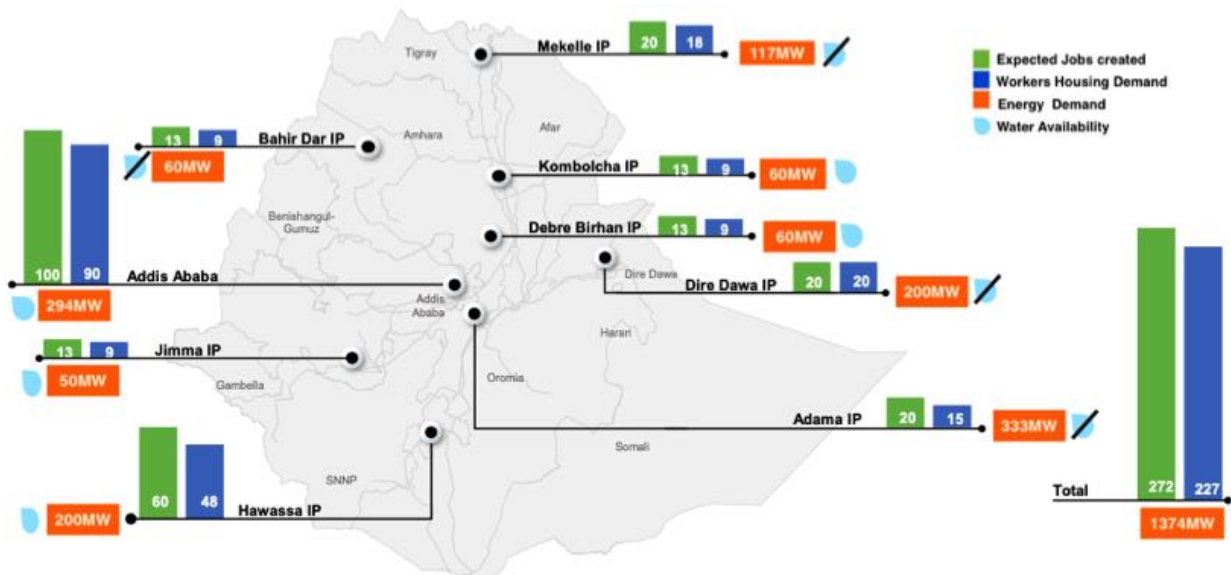 Mekelle IP
20
18
117MW
Tigray
Expected Jobs created
Workers Housing Demand
Energy Demand
Water Availability
Bahir Dar IP
13
9
60MW
Amhara
Afar
Kombolcha IP
13
9
60MW
Benishangul-
Gumuz
Debre Birhan IP
13
9
60MW
Addis Ababa
100
90
294MW
Addis
Ababa
Dire Dawa
Dire Dawa IP
20
20
200MW
Harari
Jimma IP
13
9
50MW
Gambella
Oromia
Adama IP
20
15
333MW
Somali
SNNP
Hawassa IP
60
48
200MW
Total
272
227
1374MW